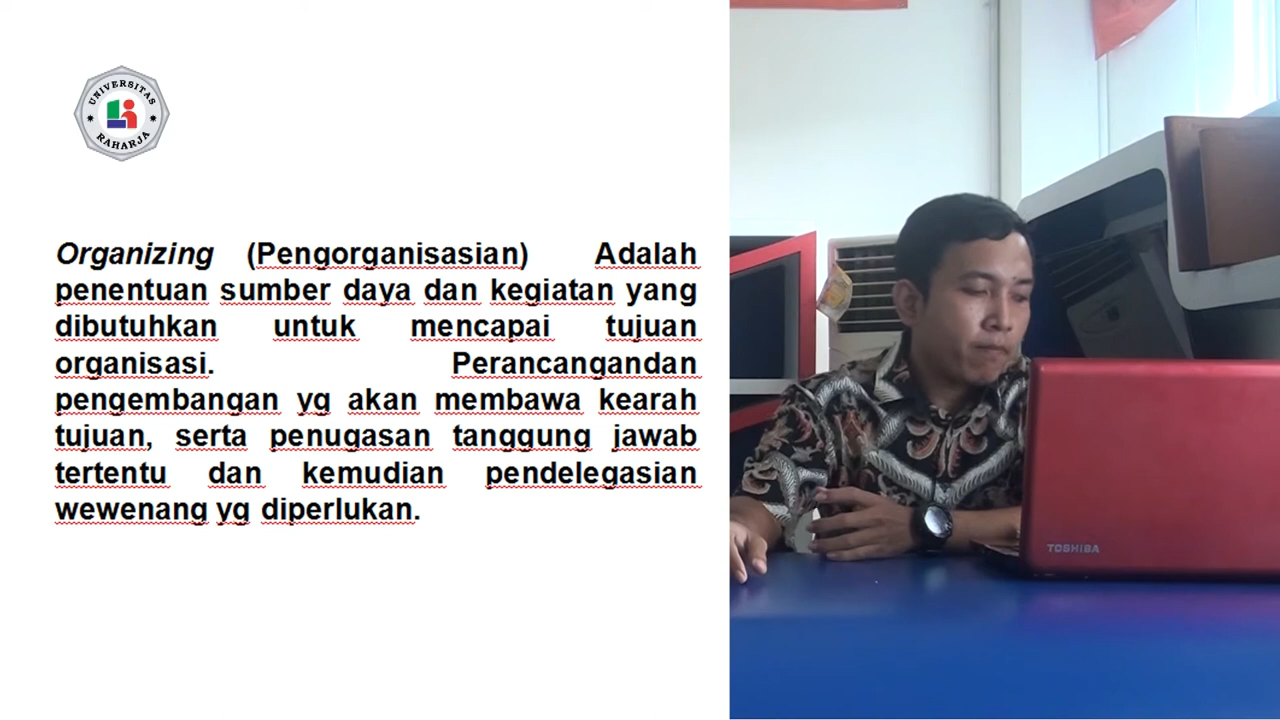 UNIVERSITAS
RAHARJA
Organizing (Pengorganisasian) Adalah
penentuan sumber daya dan kegiatan yang
dibutuhkan untuk mencapai tujuan
organisasi. Perancangandan
pengembangan yg akan membawa kearah
tujuan, serta penugasan tanggung jawab
tertentu dan kemudian pendelegasian
wewenang yg diperlukan.
TOSHIBA